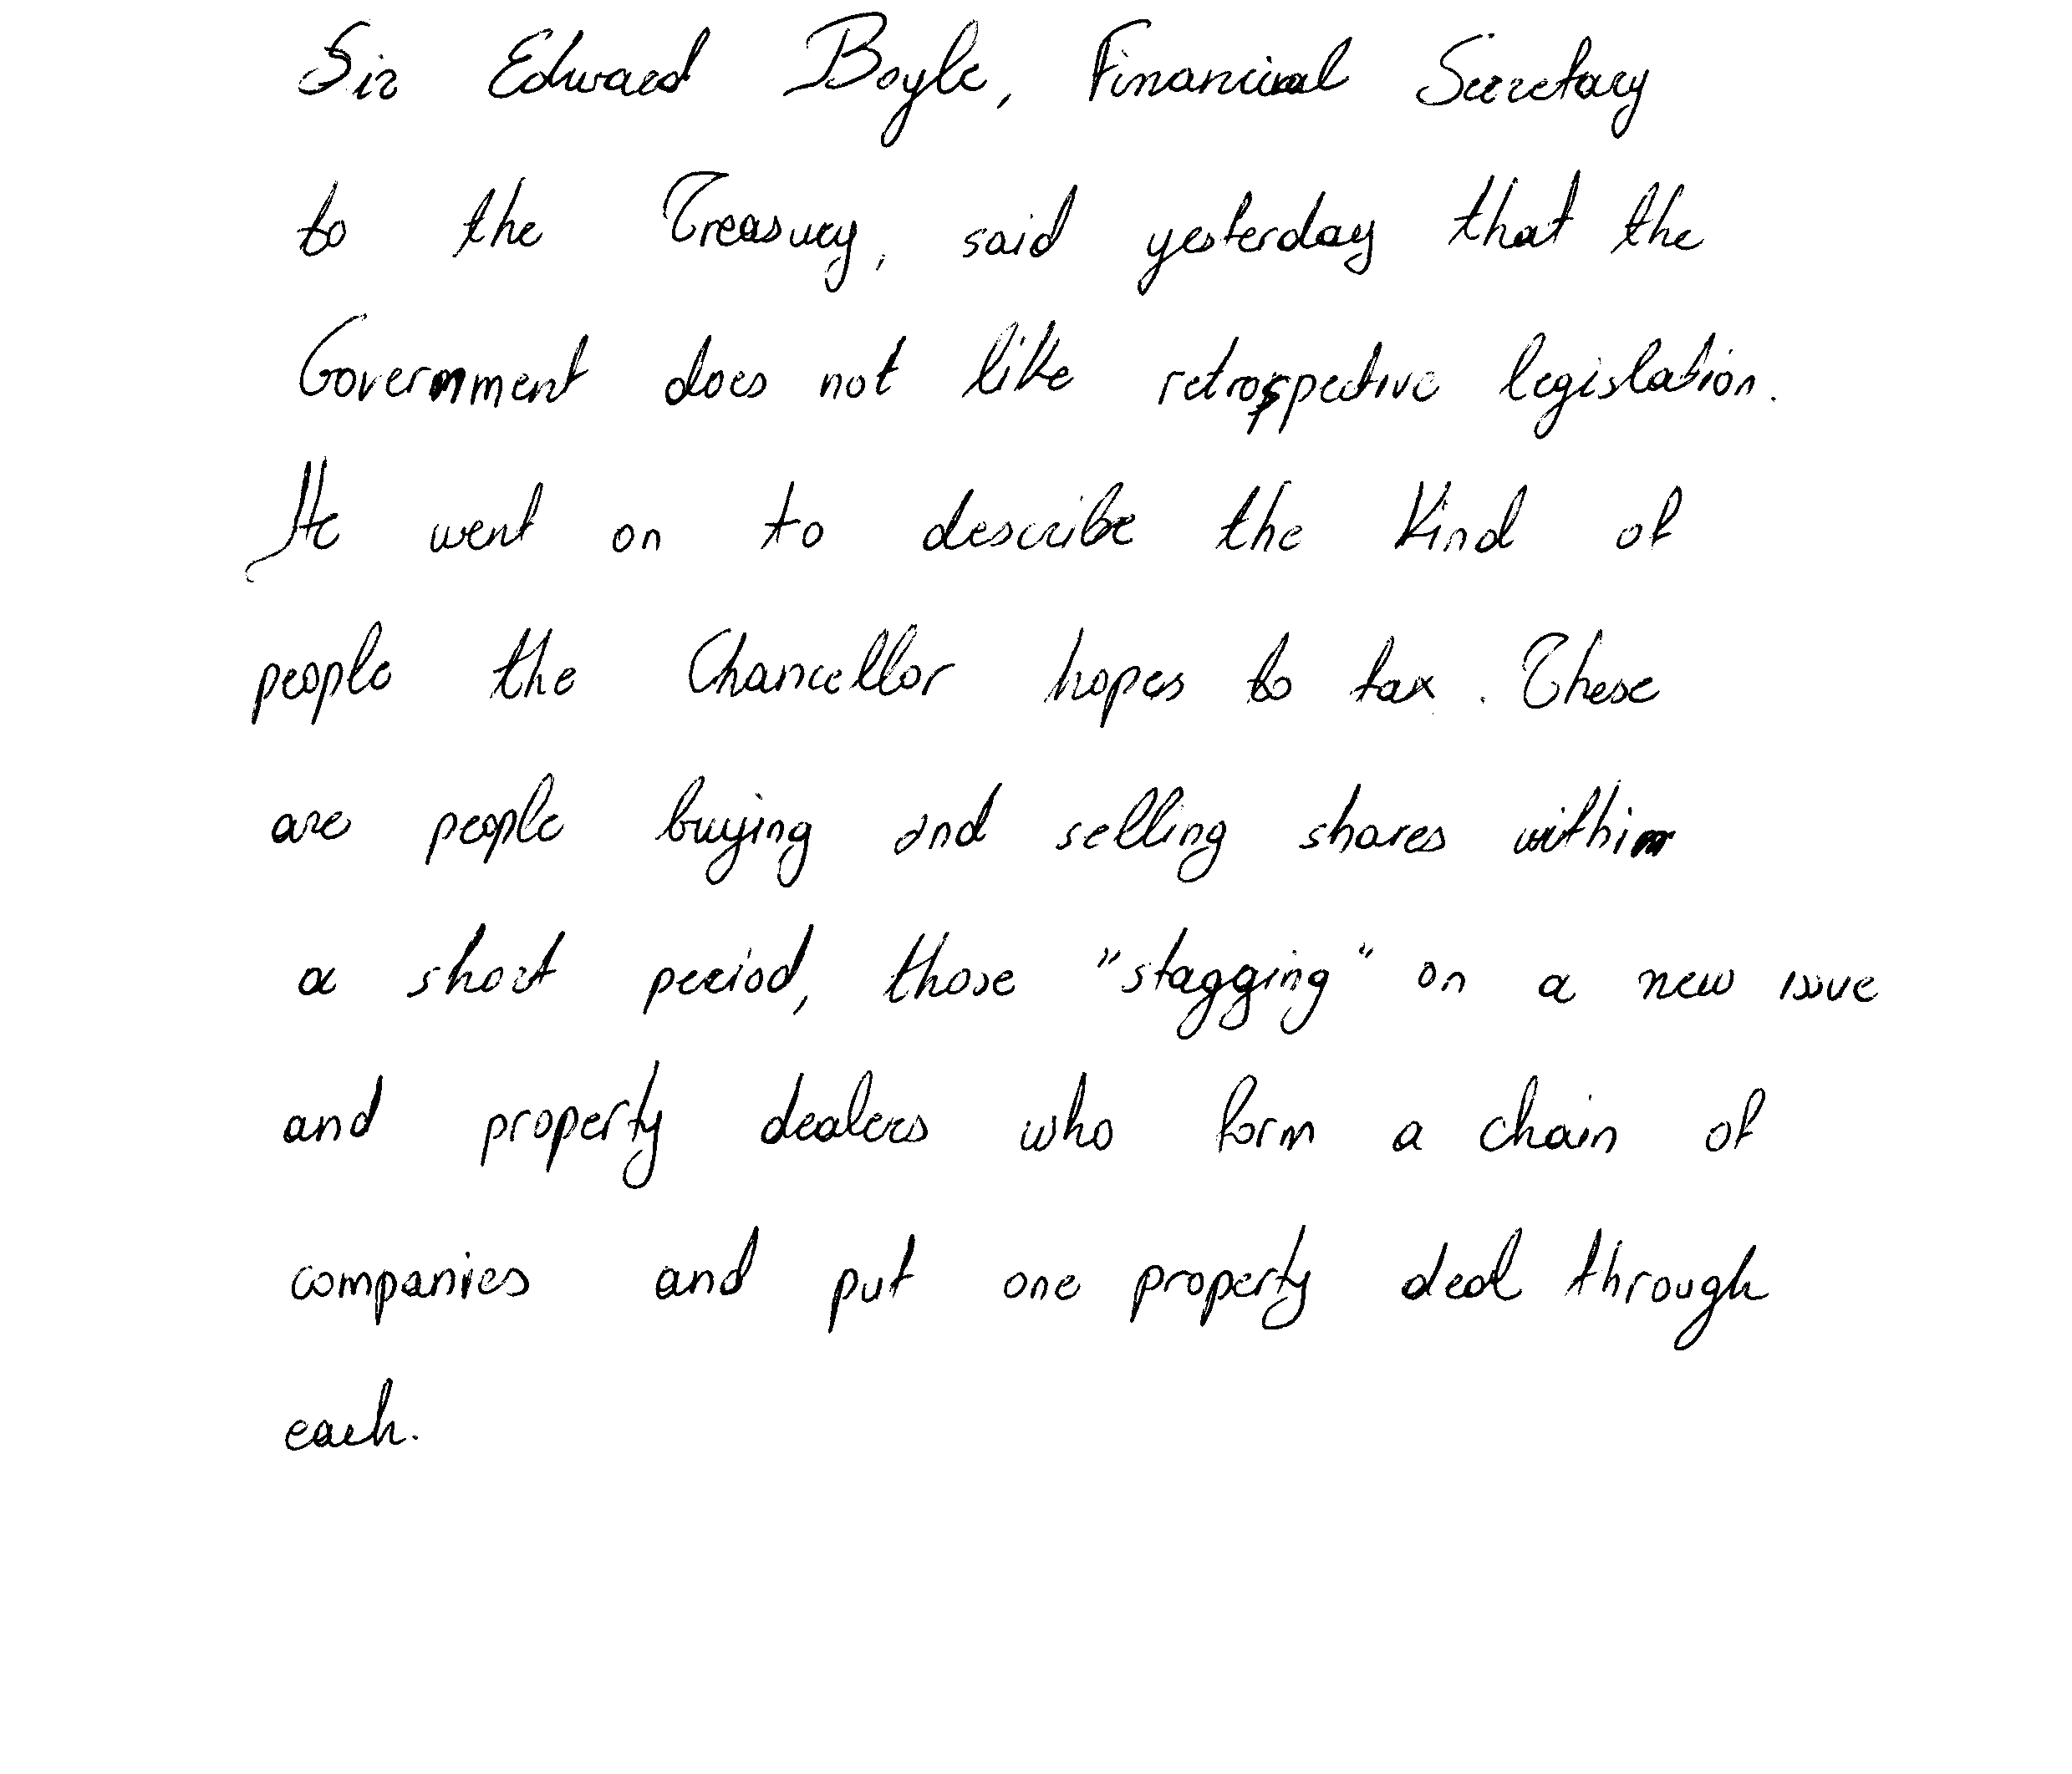 Sir Edward Boyle, Financial Secretary
to the Treasury, said yesterday that the
Government does not like retrospective legislation.
He went on to describe the kind of
people the Chancellor hopes to tax. These
are people buying and selling shares within
a short period, those "stagging" on a new issue
and property dealers who form a chain of
companies and put one property deal through
each.